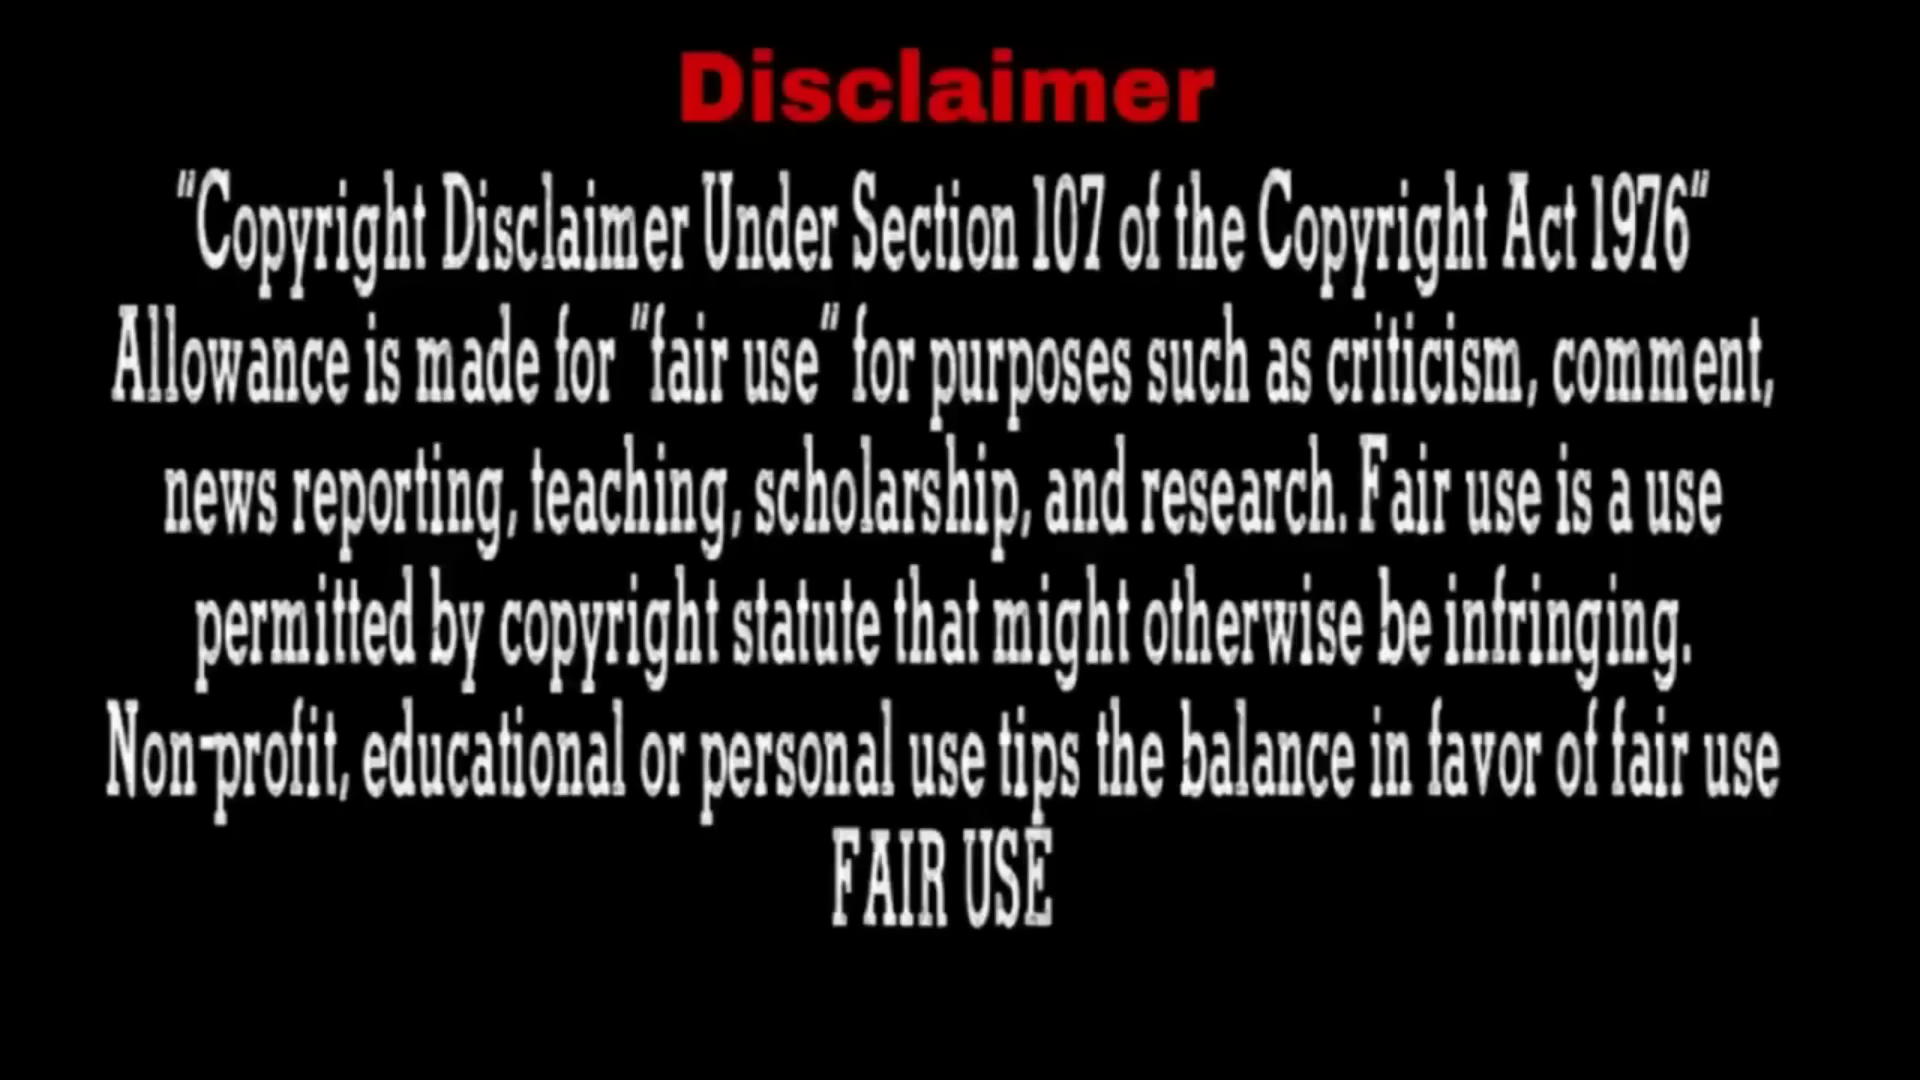 Disclaimer
"Copyright Disclaimer Under Section 107 of the Copyright Act 1976"
Allowance is made for "fair use" for purposes such as criticism, comment,
news reporting, teaching, scholarship, and research. Fair use is a use
permitted by copyright statute that might otherwise be infringing.
Non-profit, educational or personal use tips the balance in favor of fair use
FAIR USE